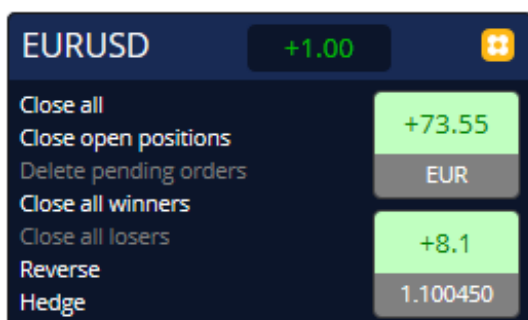 EURUSD +1.00
Close all
Close open positions
Delete pending orders
Close all winners
Close all losers
Reverse
Hedge
+73.55
EUR
+8.1
1.100450